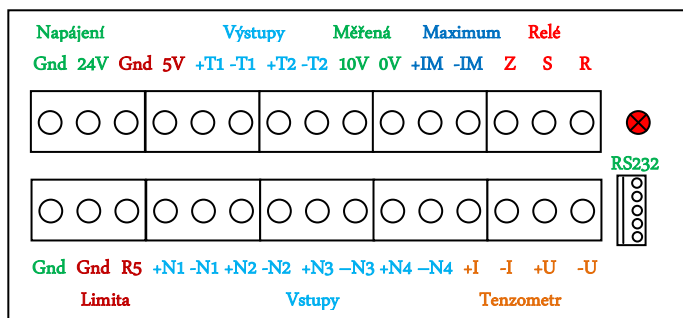 Napájení Výstupy Měřená Maximum Relé
Gnd 24V Gnd 5V +T1 -T1 +T2 -T2 10V 0V +IM -IM Z S R
RS232
Gnd Gnd R5 +N1 -N1 +N2 -N2 +N3 –N3 +N4 –N4 +I -I +U -U
Limita Vstupy Tenzometr